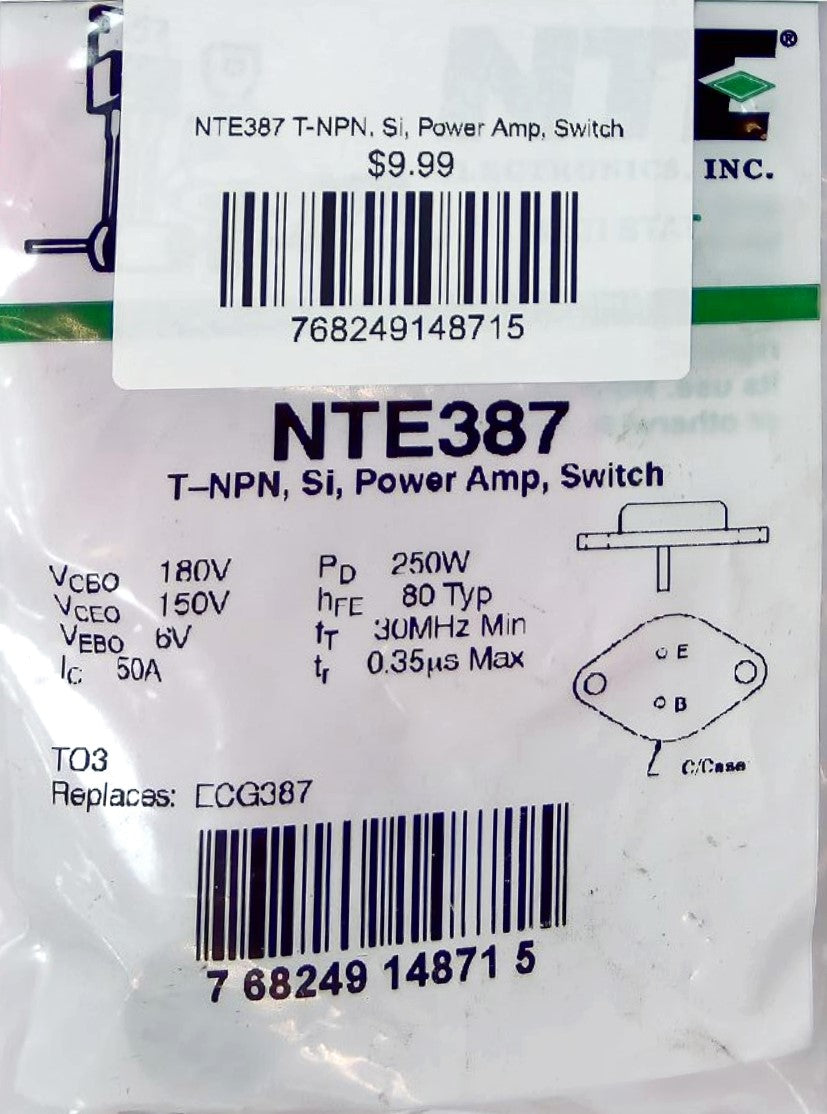 NTE387 T-NPN, Si, Power Amp, Switch
$9.99
768249148715
E®
INC.
NTE387
T–NPN, Si, Power Amp, Switch
VCBO 180V PD 250W
VCEO 150V hFE 80 Typ
VEBO 6V fT 30MHz Min
IC 50A tr 0.35μs Max
E
B
C/Case
TO3
Replaces: ECG387
7 68249 14871 5